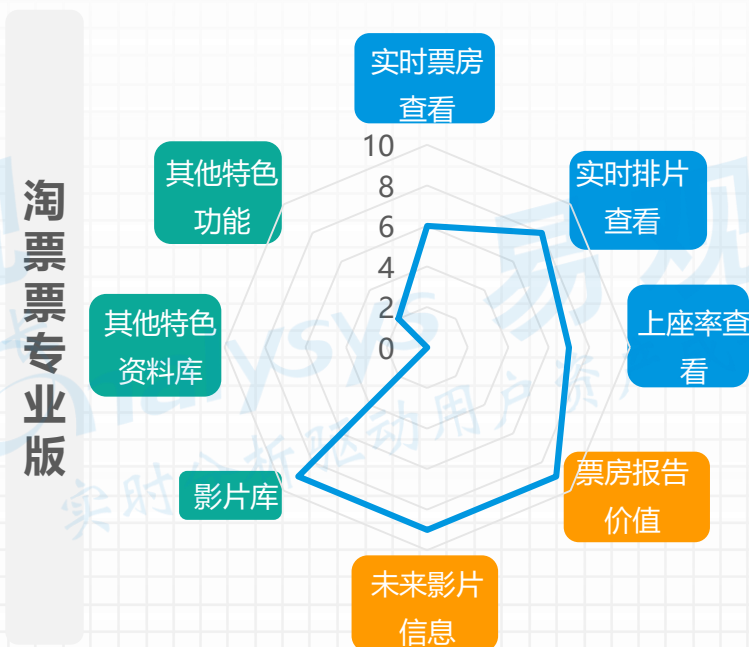 淘票票专业版
实时票房
查看
实时排片
查看
上座率查
看
票房报告
价值
未来影片
信息
影片库
其他特色
资料库
其他特色
功能
10
8
6
4
2
0
nalysys 易观
实时分析驱动用户资